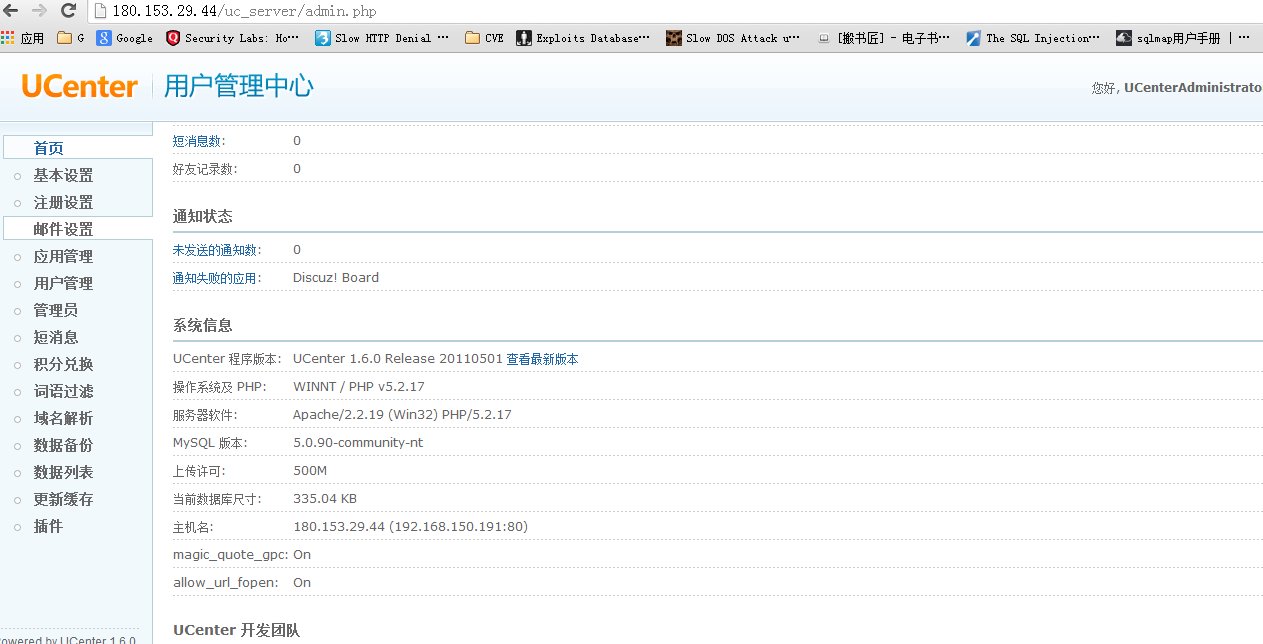 180.153.29.44/uc_server/admin.php
应用 G Google Security Labs: Ho… Slow HTTP Denial … CVE Exploits Database… Slow DOS Attack u… [搬书匠] - 电子书… The SQL Injection… sqlmap用户手册 | …
UCenter 用户管理中心 您好, UCenterAdministrato
首页
基本设置
注册设置
邮件设置
应用管理
用户管理
管理员
短消息
积分兑换
词语过滤
域名解析
数据备份
数据列表
更新缓存
插件
owered by UCenter 1.6.0
短消息数: 0
好友记录数: 0
通知状态
未发送的通知数: 0
通知失败的应用: Discuz! Board
系统信息
UCenter 程序版本: UCenter 1.6.0 Release 20110501 查看最新版本
操作系统及 PHP: WINNT / PHP v5.2.17
服务器软件: Apache/2.2.19 (Win32) PHP/5.2.17
MySQL 版本: 5.0.90-community-nt
上传许可: 500M
当前数据库尺寸: 335.04 KB
主机名: 180.153.29.44 (192.168.150.191:80)
magic_quote_gpc: On
allow_url_fopen: On
UCenter 开发团队